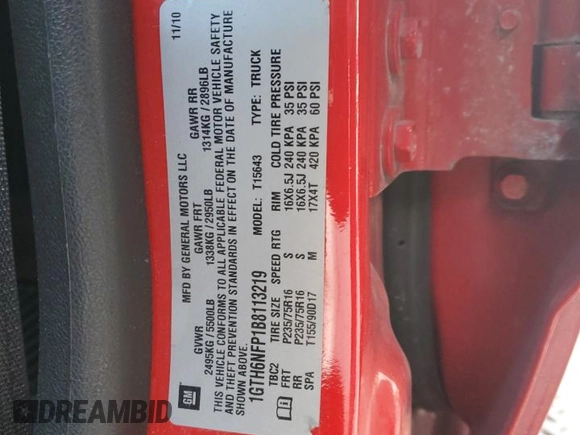 MFD BY GENERAL MOTORS LLC 11/10
GVWR GAWR FRT GAWR RR
2495KG / 5500LB 1338KG / 2950LB 1314KG / 2896LB
THIS VEHICLE CONFORMS TO ALL APPLICABLE FEDERAL MOTOR VEHICLE SAFETY
AND THEFT PREVENTION STANDARDS IN EFFECT ON THE DATE OF MANUFACTURE
SHOWN ABOVE.
1GTH6NFP1B8113219 MODEL: T15643 TYPE: TRUCK
TBC2 TIRE SIZE SPEED RTG RIM COLD TIRE PRESSURE
FRT P235/75R16 S 16X6.5J 240 KPA 35 PSI
RR P235/75R16 S 16X6.5J 240 KPA 35 PSI
SPA T155/90D17 M 17X4T 420 KPA 60 PSI
GM
DREAMBID